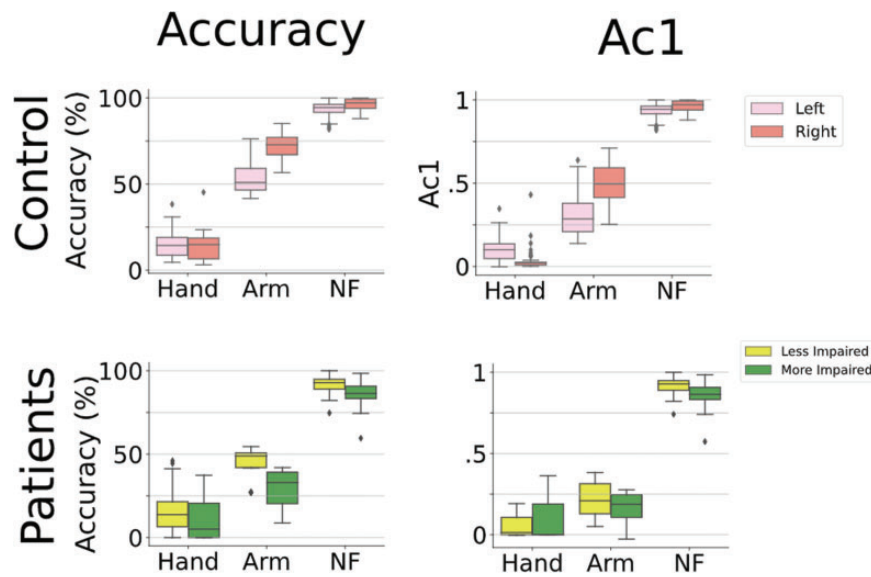 Accuracy
Ac1
Control
Accuracy (%)
100
50
0
Hand Arm NF
Ac1
1
.5
0
Hand Arm NF
Left
Right
Patients
Accuracy (%)
100
50
0
Hand Arm NF
1
.5
0
Hand Arm NF
Less Impaired
More Impaired